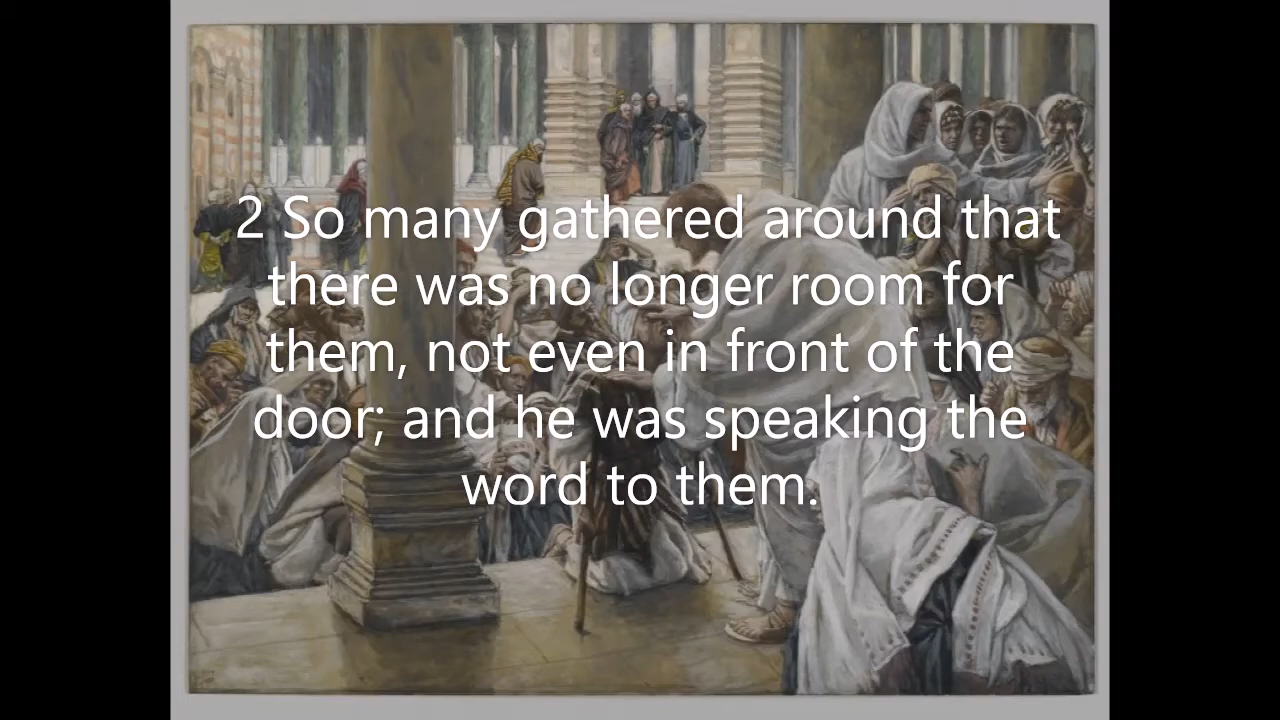 2 So many gathered around that
there was no longer room for
them, not even in front of the
door; and he was speaking the
word to them.